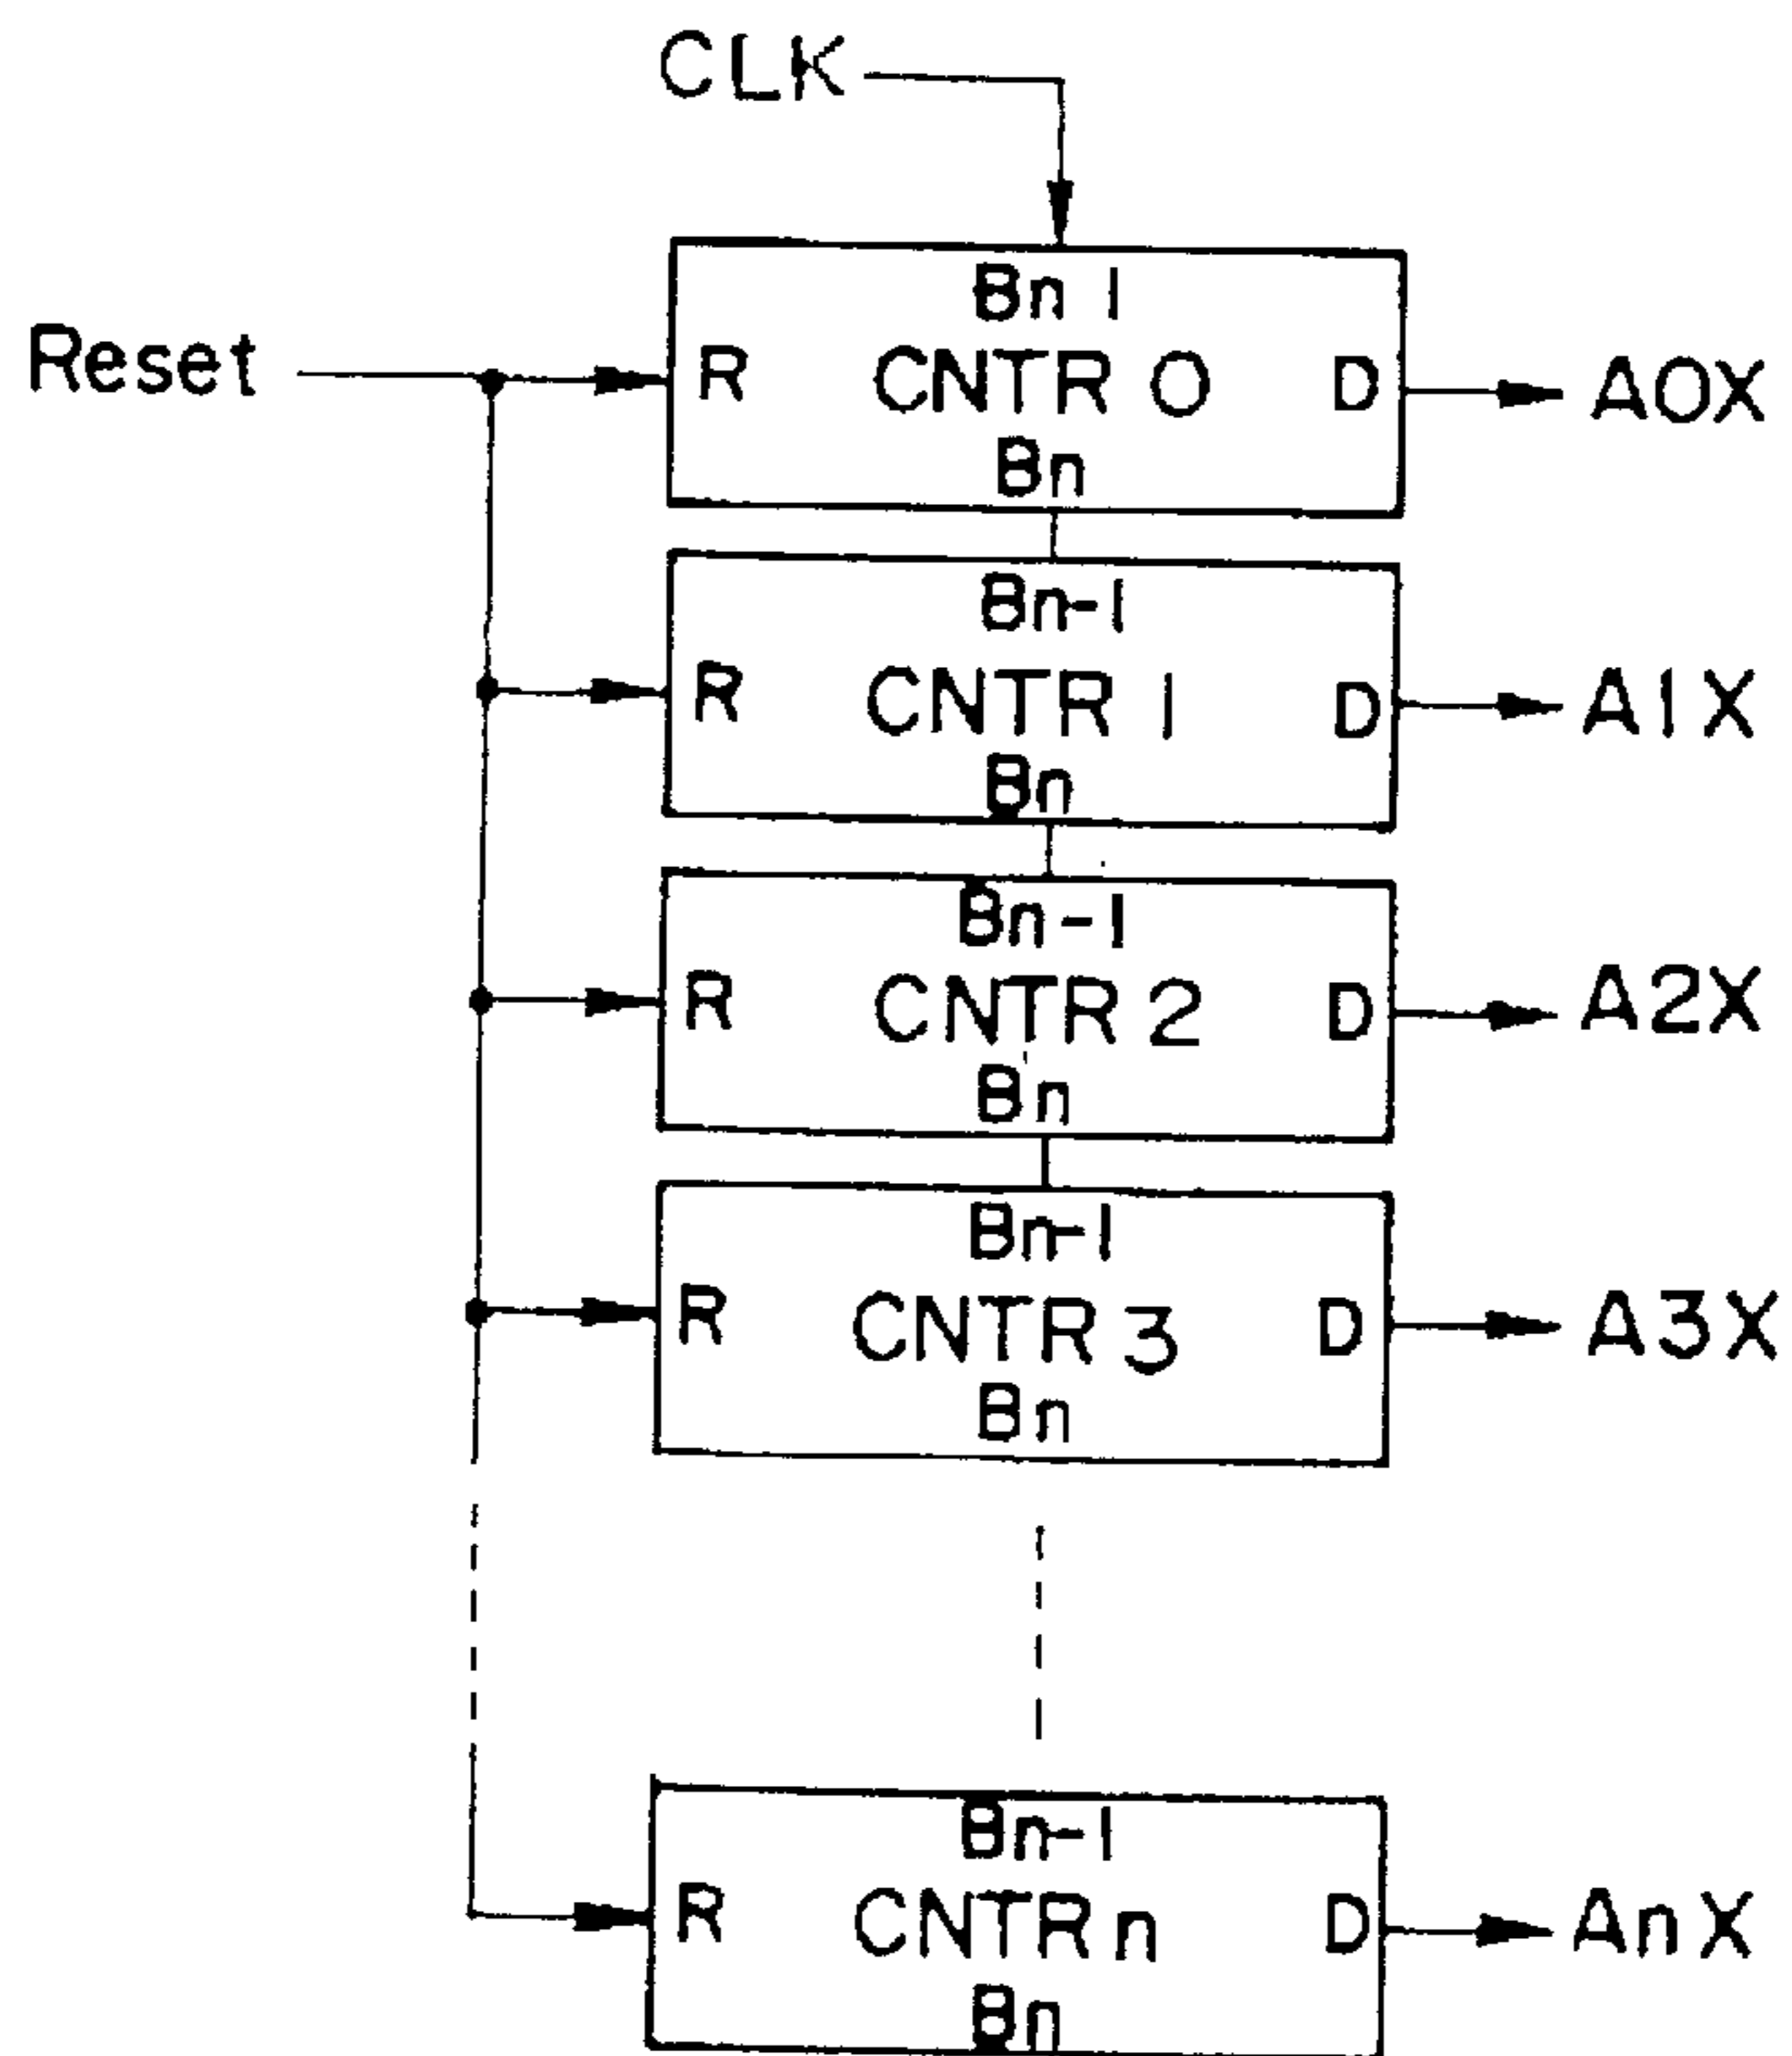 CLK
Bn 1
Reset R CNTR 0 D A0X
Bn
Bn-1
R CNTR 1 D A1X
Bn
Bn-1
R CNTR 2 D A2X
Bn
Bn-1
R CNTR 3 D A3X
Bn
Bn-1
R CNTR n D AnX
Bn